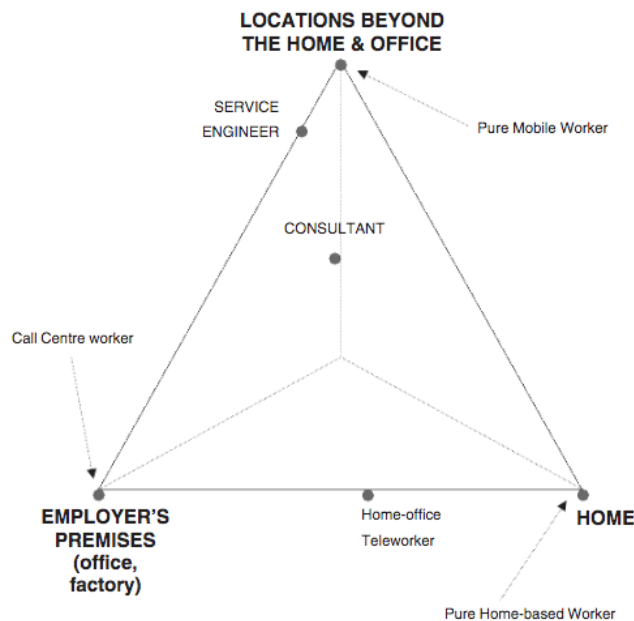 LOCATIONS BEYOND
THE HOME & OFFICE
SERVICE
ENGINEER
Pure Mobile Worker
CONSULTANT
Call Centre worker
EMPLOYER'S
PREMISES
(office,
factory)
Home-office
Teleworker
HOME
Pure Home-based Worker